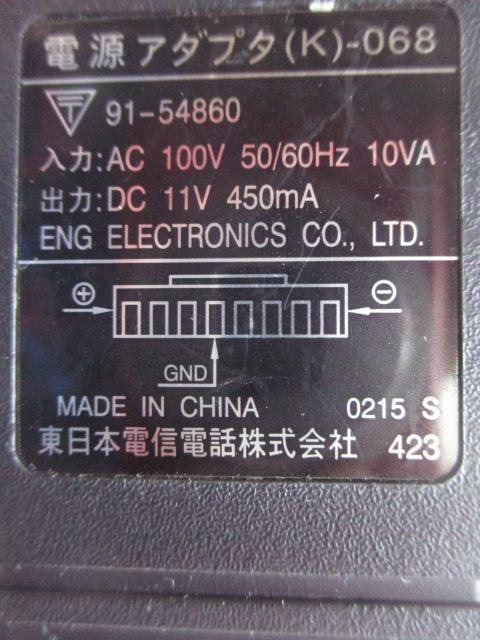 電源アダプタ(K)-068
〒 91-54860
入力:AC 100V 50/60Hz 10VA
出力:DC 11V 450mA
ENG ELECTRONICS CO., LTD.
⊕ ⊖
GND
MADE IN CHINA 0215 S
東日本電信電話株式会社 423